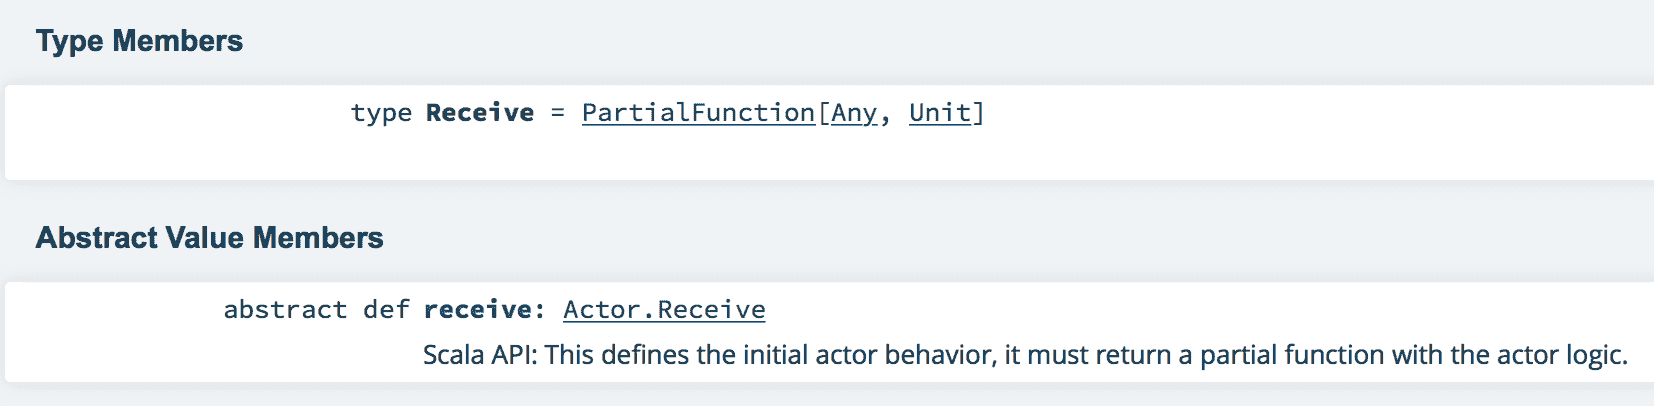 Type Members
type Receive = PartialFunction[Any, Unit]
Abstract Value Members
abstract def receive: Actor.Receive
Scala API: This defines the initial actor behavior, it must return a partial function with the actor logic.